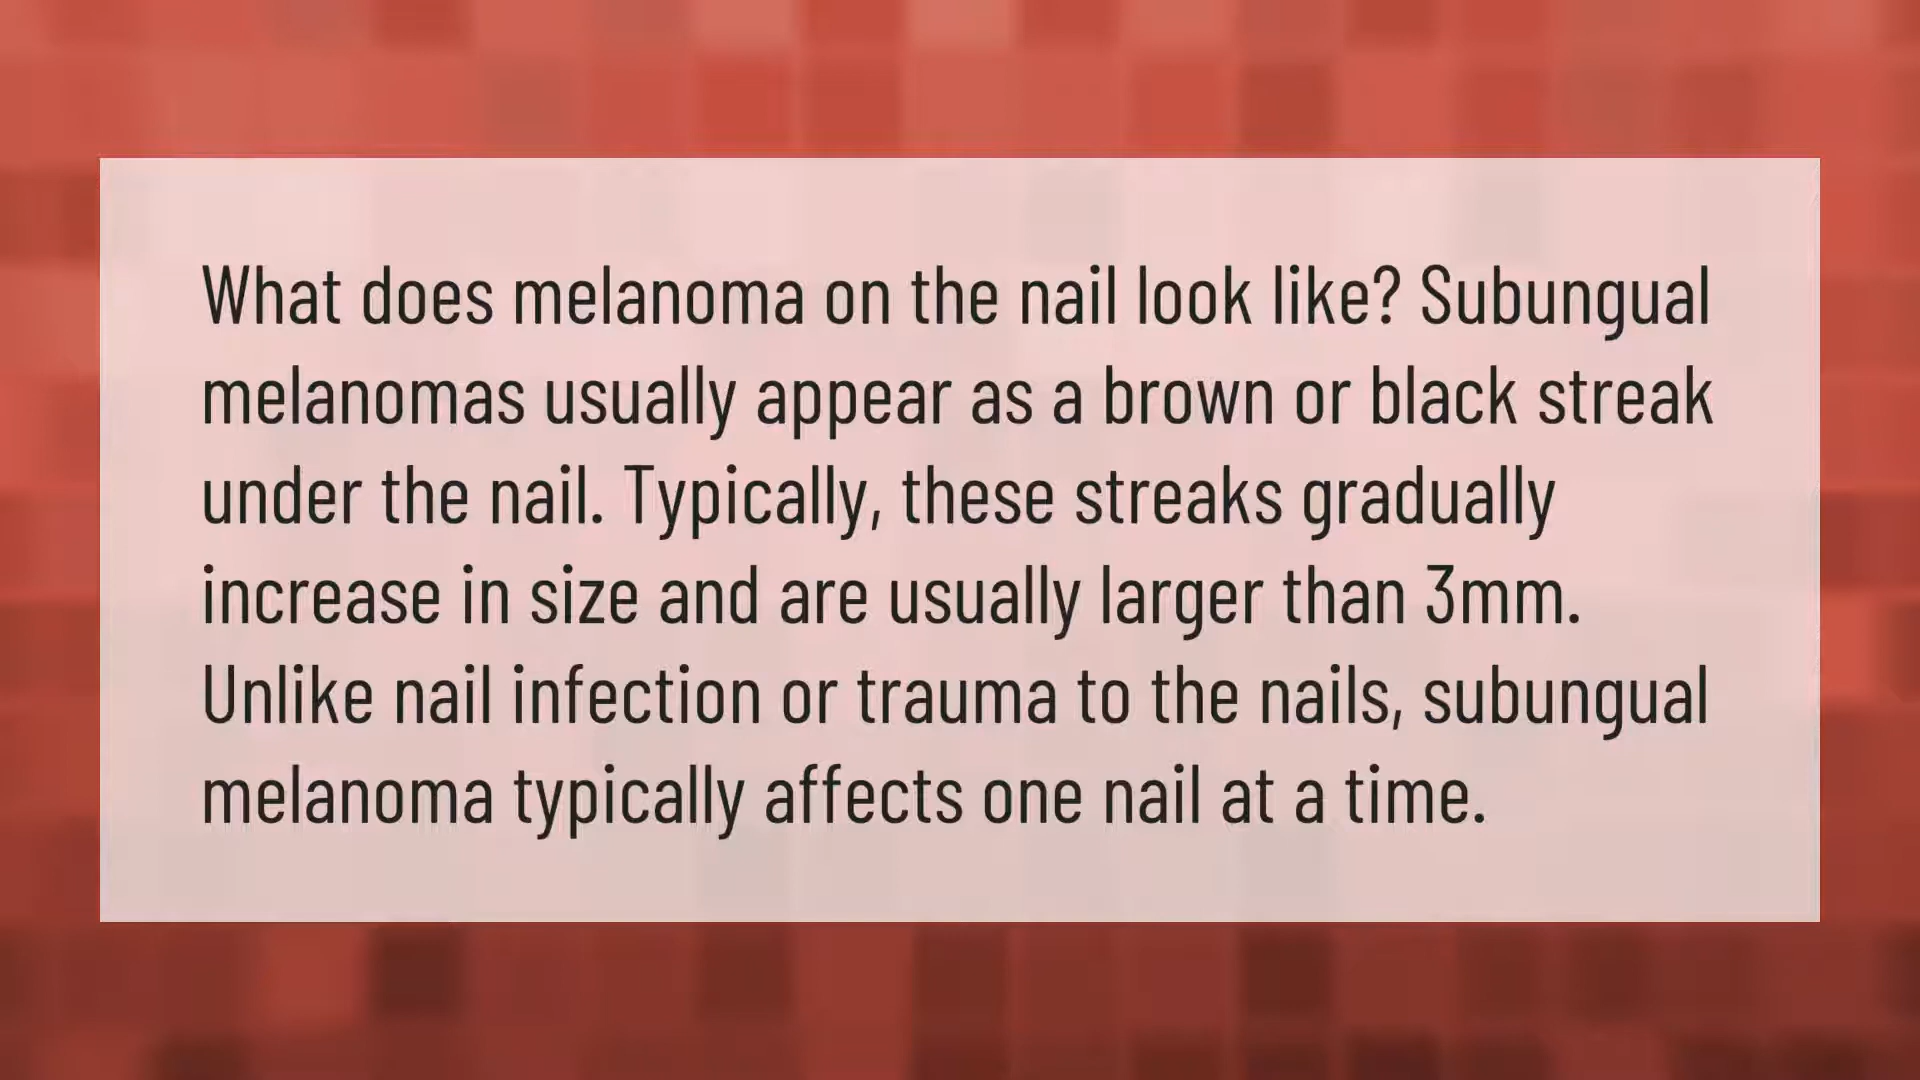 What does melanoma on the nail look like? Subungual
melanomas usually appear as a brown or black streak
under the nail. Typically, these streaks gradually
increase in size and are usually larger than 3mm.
Unlike nail infection or trauma to the nails, subungual
melanoma typically affects one nail at a time.